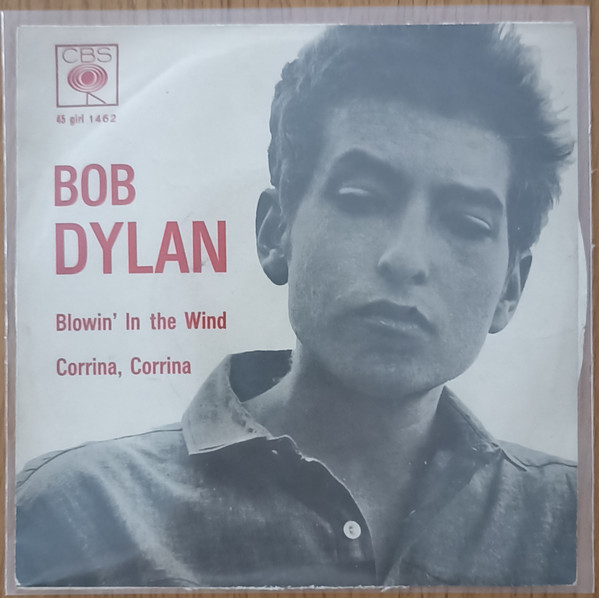 CBS
45 giri 1462
BOB
DYLAN
Blowin' In the Wind
Corrina, Corrina